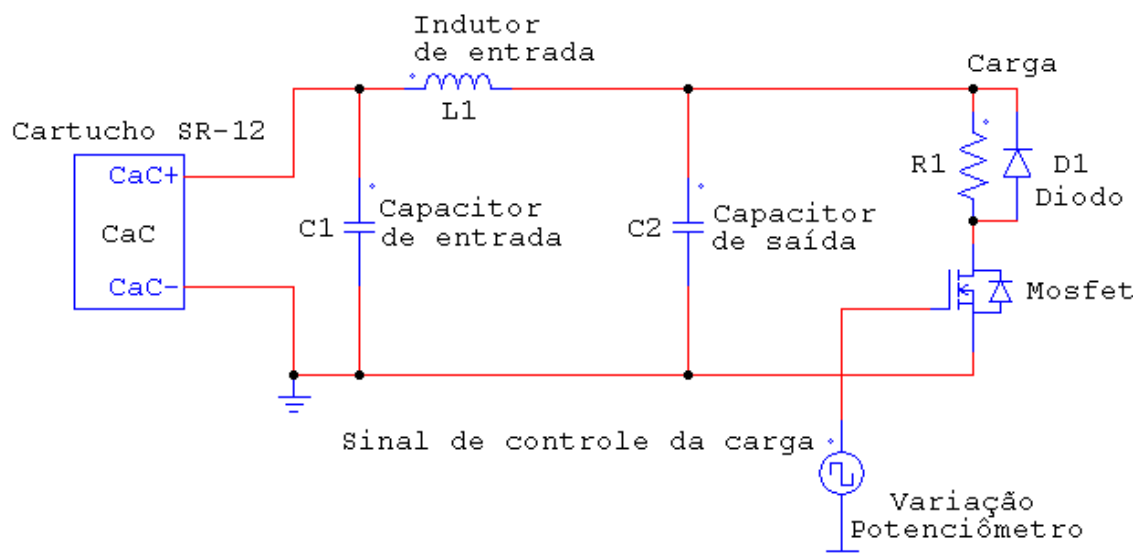 Indutor
de entrada
L1
Carga
Cartucho SR-12
CaC+
CaC
CaC-
C1
Capacitor
de entrada
C2
Capacitor
de saída
R1
D1
Diodo
Mosfet
Sinal de controle da carga
Variação
Potenciômetro